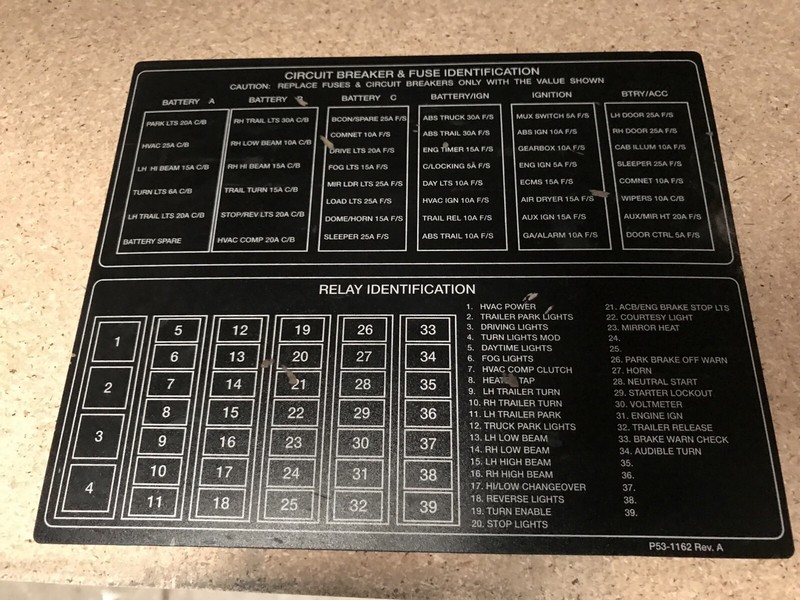 CIRCUIT BREAKER & FUSE IDENTIFICATION
CAUTION: REPLACE FUSES & CIRCUIT BREAKERS ONLY WITH THE VALUE SHOWN
BATTERY A
PARK LTS 20A C/B
HVAC 25A C/B
LH HI BEAM 15A C/B
TURN LTS 6A C/B
LH TRAIL LTS 20A C/B
BATTERY SPARE
BATTERY
RH TRAIL LTS 30A C/B
RH LOW BEAM 10A C/B
RH HI BEAM 15A C/B
TRAIL TURN 15A C/B
STOP/REV LTS 20A C/B
HVAC COMP 20A C/B
BATTERY C
BCON/SPARE 25A F/S
COMNET 10A F/S
DRIVE LTS 20A F/S
FOG LTS 15A F/S
MIR LDR LTS 25A F/S
LOAD LTS 25A F/S
DOME/HORN 15A F/S
SLEEPER 25A F/S
BATTERY/IGN
ABS TRUCK 30A F/S
ABS TRAIL 30A F/S
ENG TIMER 15A F/S
C/LOCKING 5A F/S
DAY LTS 10A F/S
HVAC IGN 10A F/S
TRAIL REL 10A F/S
ABS TRAIL 10A F/S
IGNITION
MUX SWITCH 5A F/S
ABS IGN 10A F/S
GEARBOX 10A F/S
ENG IGN 5A F/S
ECMS 15A F/S
AIR DRYER 15A F/S
AUX IGN 15A F/S
GA/ALARM 10A F/S
BTRY/ACC
LH DOOR 25A F/S
RH DOOR 25A F/S
CAB ILLUM 10A F/S
SLEEPER 25A F/S
COMNET 10A F/S
WIPERS 10A C/B
AUX/MIR HT 20A F/S
DOOR CTRL 5A F/S
RELAY IDENTIFICATION
1
2
3
4
5
6
7
8
9
10
11
12
13
14
15
16
17
18
19
20
21
22
23
24
25
26
27
28
29
30
31
32
33
34
35
36
37
38
39
1. HVAC POWER
2. TRAILER PARK LIGHTS
3. DRIVING LIGHTS
4. TURN LIGHTS MOD
5. DAYTIME LIGHTS
6. FOG LIGHTS
7. HVAC COMP CLUTCH
8. TAP
9. LH TRAILER TURN
10. RH TRAILER TURN
11. LH TRAILER PARK
12. TRUCK PARK LIGHTS
13. LH LOW BEAM
14. RH LOW BEAM
15. LH HIGH BEAM
16. RH HIGH BEAM
17. HI/LOW CHANGEOVER
18. REVERSE LIGHTS
19. TURN ENABLE
20. STOP LIGHTS
21. ACB/ENG BRAKE STOP LTS
22. COURTESY LIGHT
23. MIRROR HEAT
24.
25.
26. PARK BRAKE OFF WARN
27. HORN
28. NEUTRAL START
29. STARTER LOCKOUT
30. VOLTMETER
31. ENGINE IGN
32. TRAILER RELEASE
33. BRAKE WARN CHECK
34. AUDIBLE TURN
35.
36.
37.
38.
39.
P53-1162 Rev. A